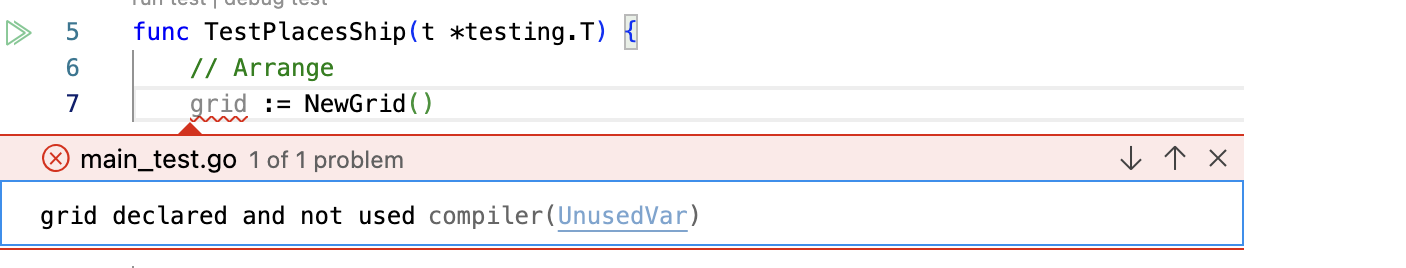 run test | debug test
5 func TestPlacesShip(t *testing.T) {
6 // Arrange
7 grid := NewGrid()
main_test.go 1 of 1 problem
grid declared and not used compiler(UnusedVar)